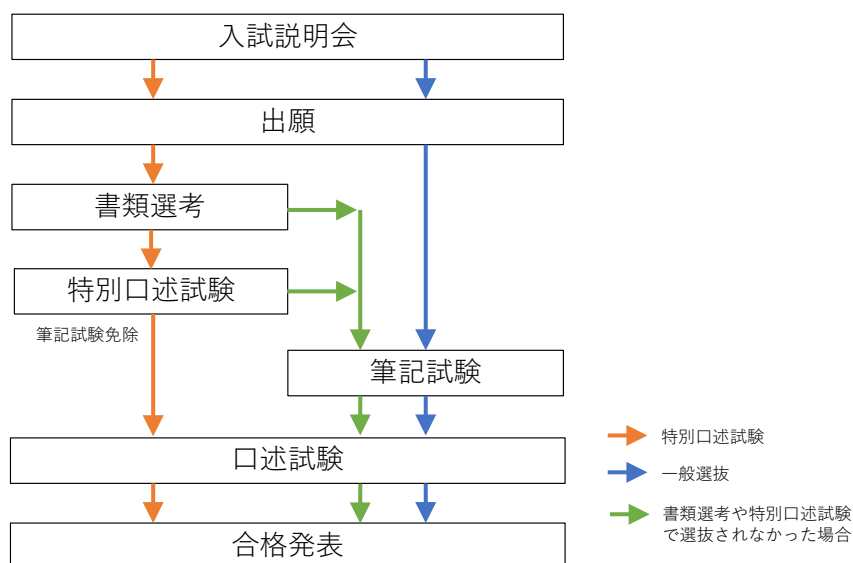 入試説明会
出願
書類選考
特別口述試験
筆記試験免除
筆記試験
口述試験
合格発表
特別口述試験
一般選抜
書類選考や特別口述試験
で選抜されなかった場合